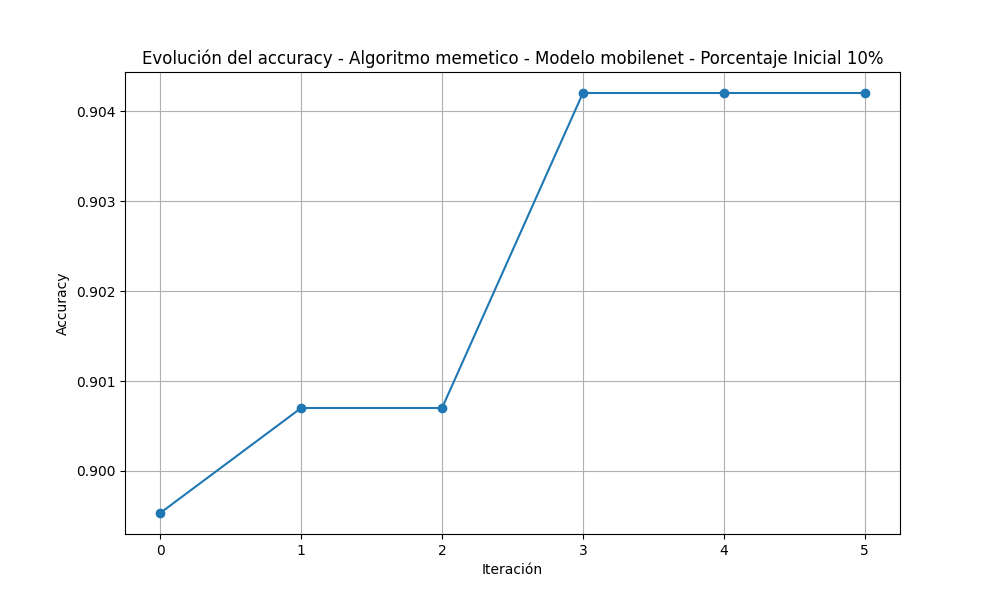 Evolución del accuracy - Algoritmo memetico - Modelo mobilenet - Porcentaje Inicial 10%
Accuracy
0.904
0.903
0.902
0.901
0.900
0 1 2 3 4 5
Iteración